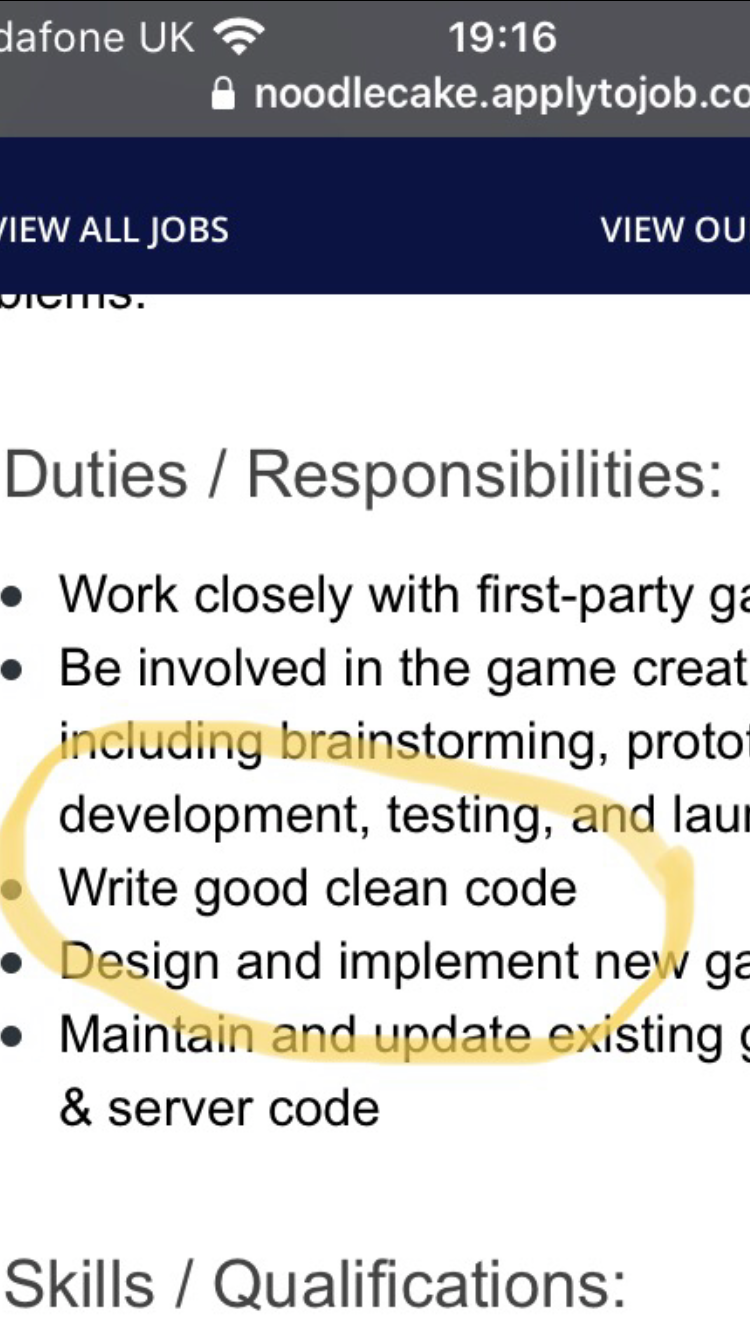 dafone UK 19:16
noodlecake.applytojob.co
VIEW ALL JOBS VIEW OU
blems.
Duties / Responsibilities:
• Work closely with first-party ga
• Be involved in the game creat
including brainstorming, protot
development, testing, and laun
• Write good clean code
• Design and implement new ga
• Maintain and update existing g
& server code
Skills / Qualifications: